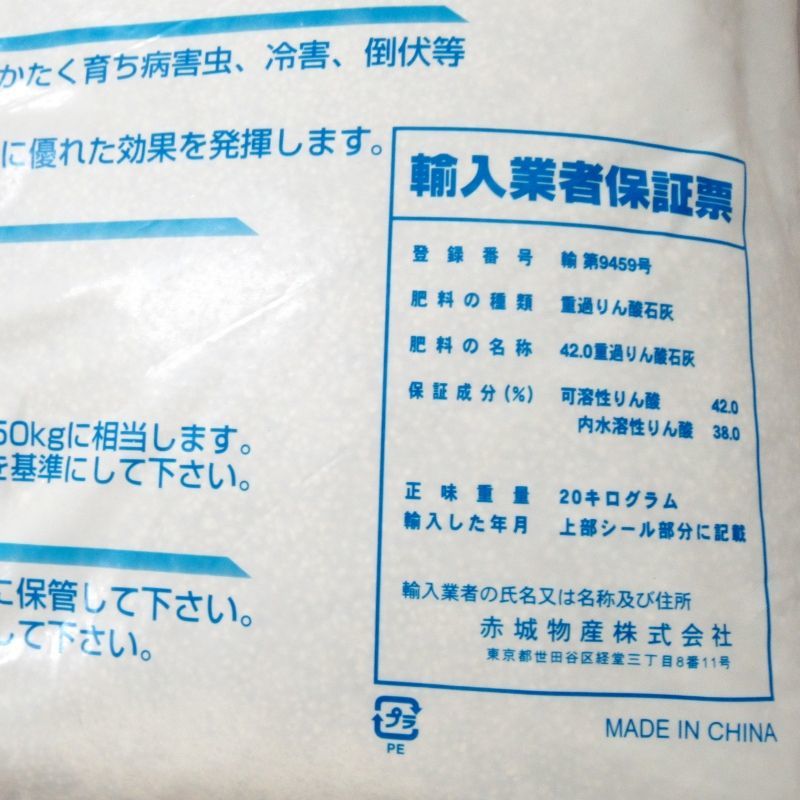 かたく育ち病害虫、冷害、倒伏等
に優れた効果を発揮します。
50kgに相当します。
を基準にして下さい。
に保管して下さい。
して下さい。
輸入業者保証票
登録番号 輸 第9459号
肥料の種類 重過りん酸石灰
肥料の名称 42.0重過りん酸石灰
保証成分(%) 可溶性りん酸 42.0
内水溶性りん酸 38.0
正味重量 20キログラム
輸入した年月 上部シール部分に記載
輸入業者の氏名又は名称及び住所
赤城物産株式会社
東京都世田谷区経堂三丁目8番11号
プラ
PE
MADE IN CHINA